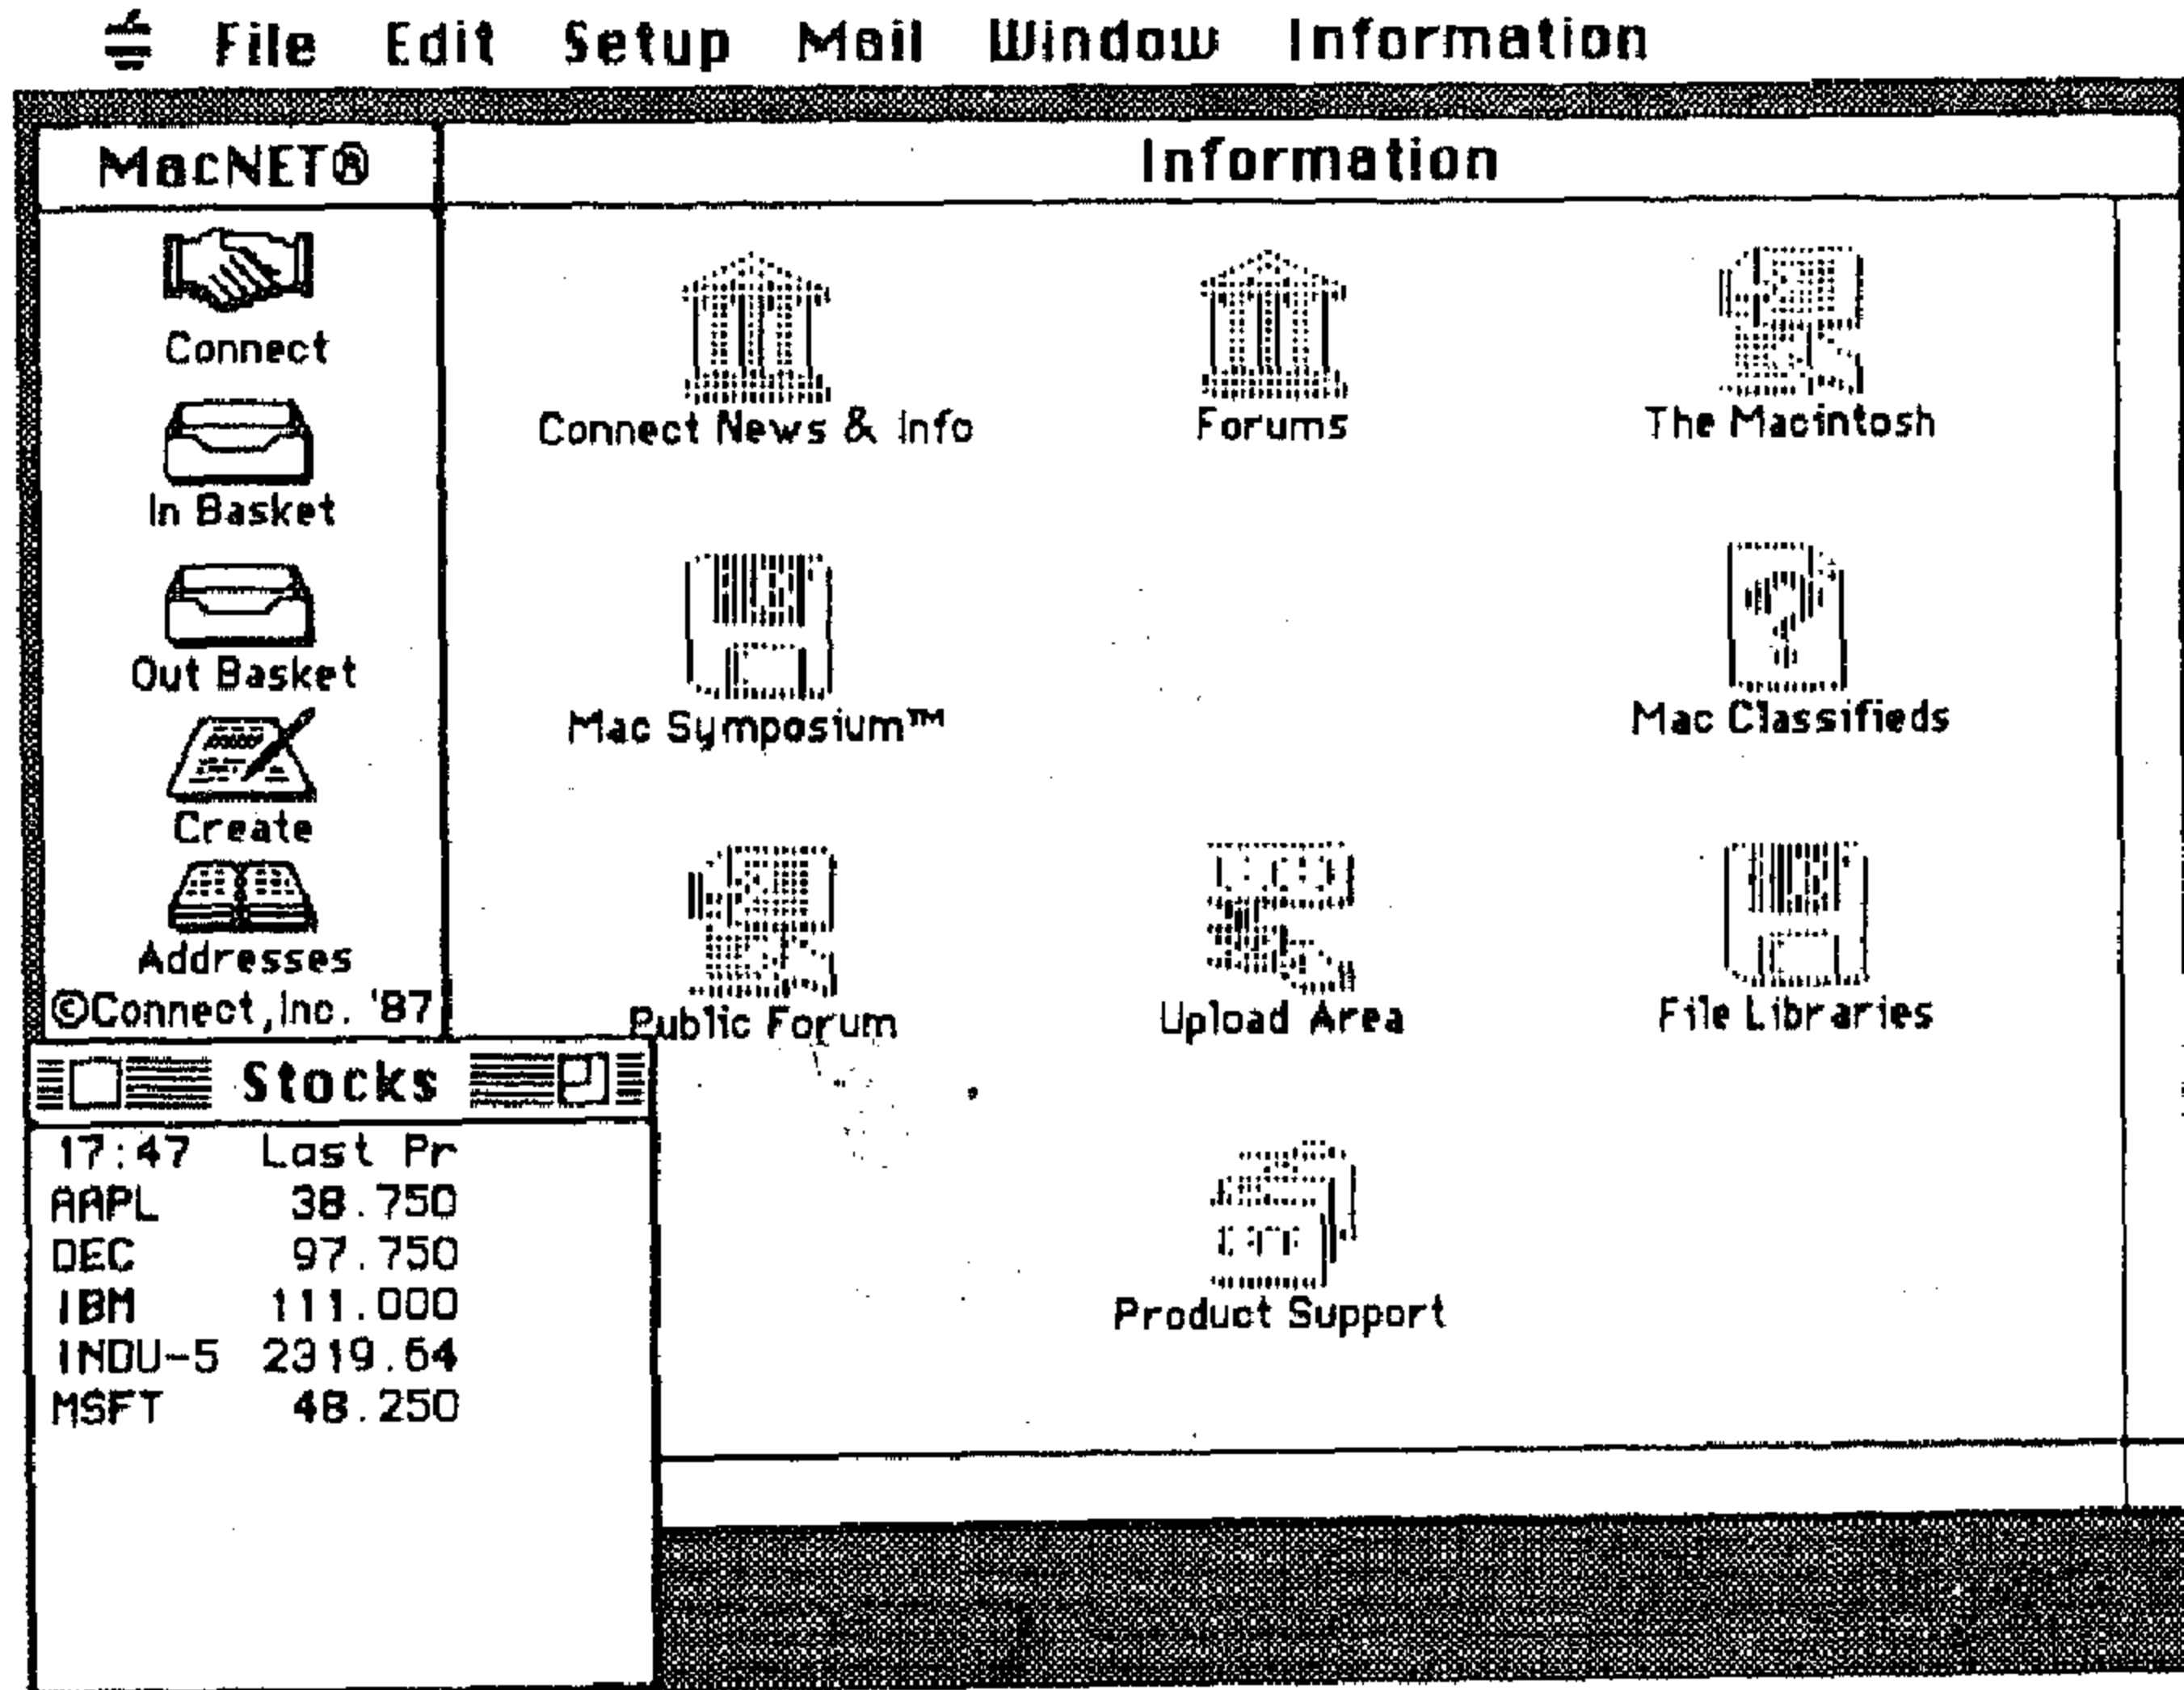 File Edit Setup Mail Window Information
MacNET®
Connect
In Basket
Out Basket
Create
Addresses
©Connect,Inc. '87
Information
Connect News & Info Forums The Macintosh
Mac Symposium™ Mac Classifieds
Public Forum Upload Area File Libraries
Product Support
Stocks
17:47 Last Pr
AAPL 38.750
DEC 97.750
IBM 111.000
INDU-5 2319.64
MSFT 48.250